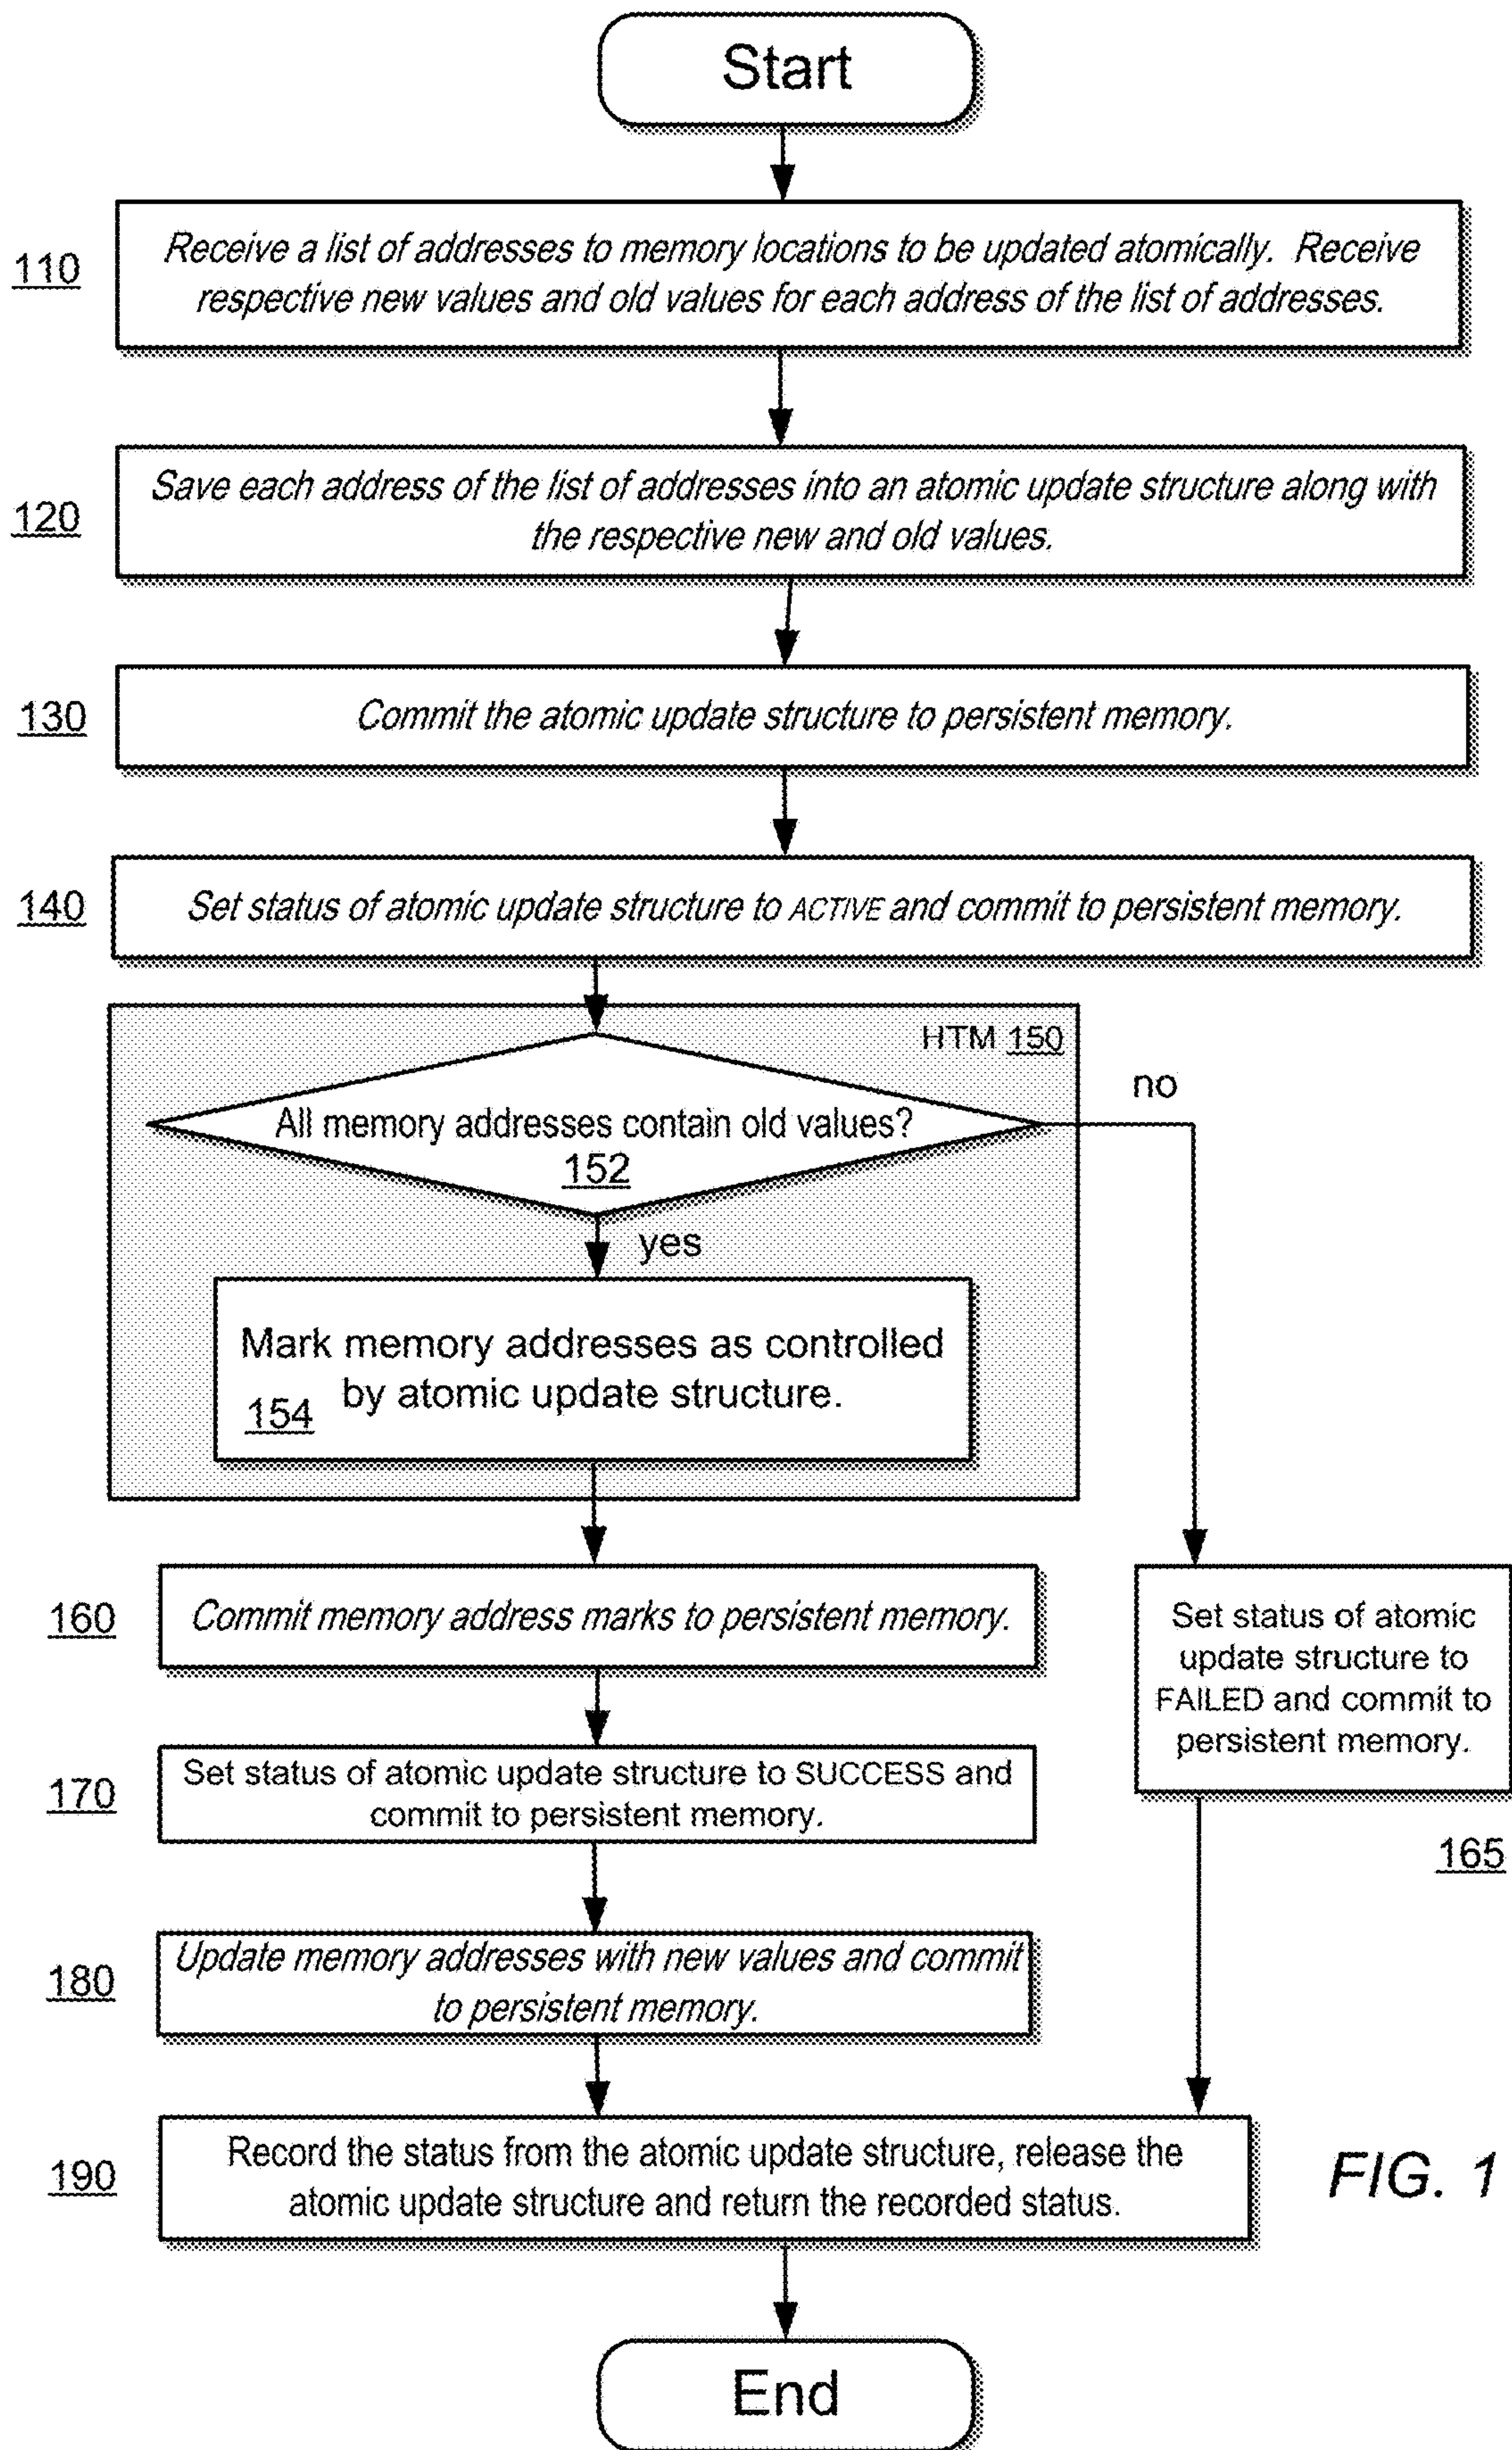 Start
110
Receive a list of addresses to memory locations to be updated atomically. Receive
respective new values and old values for each address of the list of addresses.
120
Save each address of the list of addresses into an atomic update structure along with
the respective new and old values.
130
Commit the atomic update structure to persistent memory.
140
Set status of atomic update structure to ACTIVE and commit to persistent memory.
HTM 150
All memory addresses contain old values?
152
no
yes
Mark memory addresses as controlled
by atomic update structure.
154
160
Commit memory address marks to persistent memory.
Set status of atomic
update structure to
FAILED and commit to
persistent memory.
165
170
Set status of atomic update structure to SUCCESS and
commit to persistent memory.
180
Update memory addresses with new values and commit
to persistent memory.
190
Record the status from the atomic update structure, release the
atomic update structure and return the recorded status.
FIG. 1
End